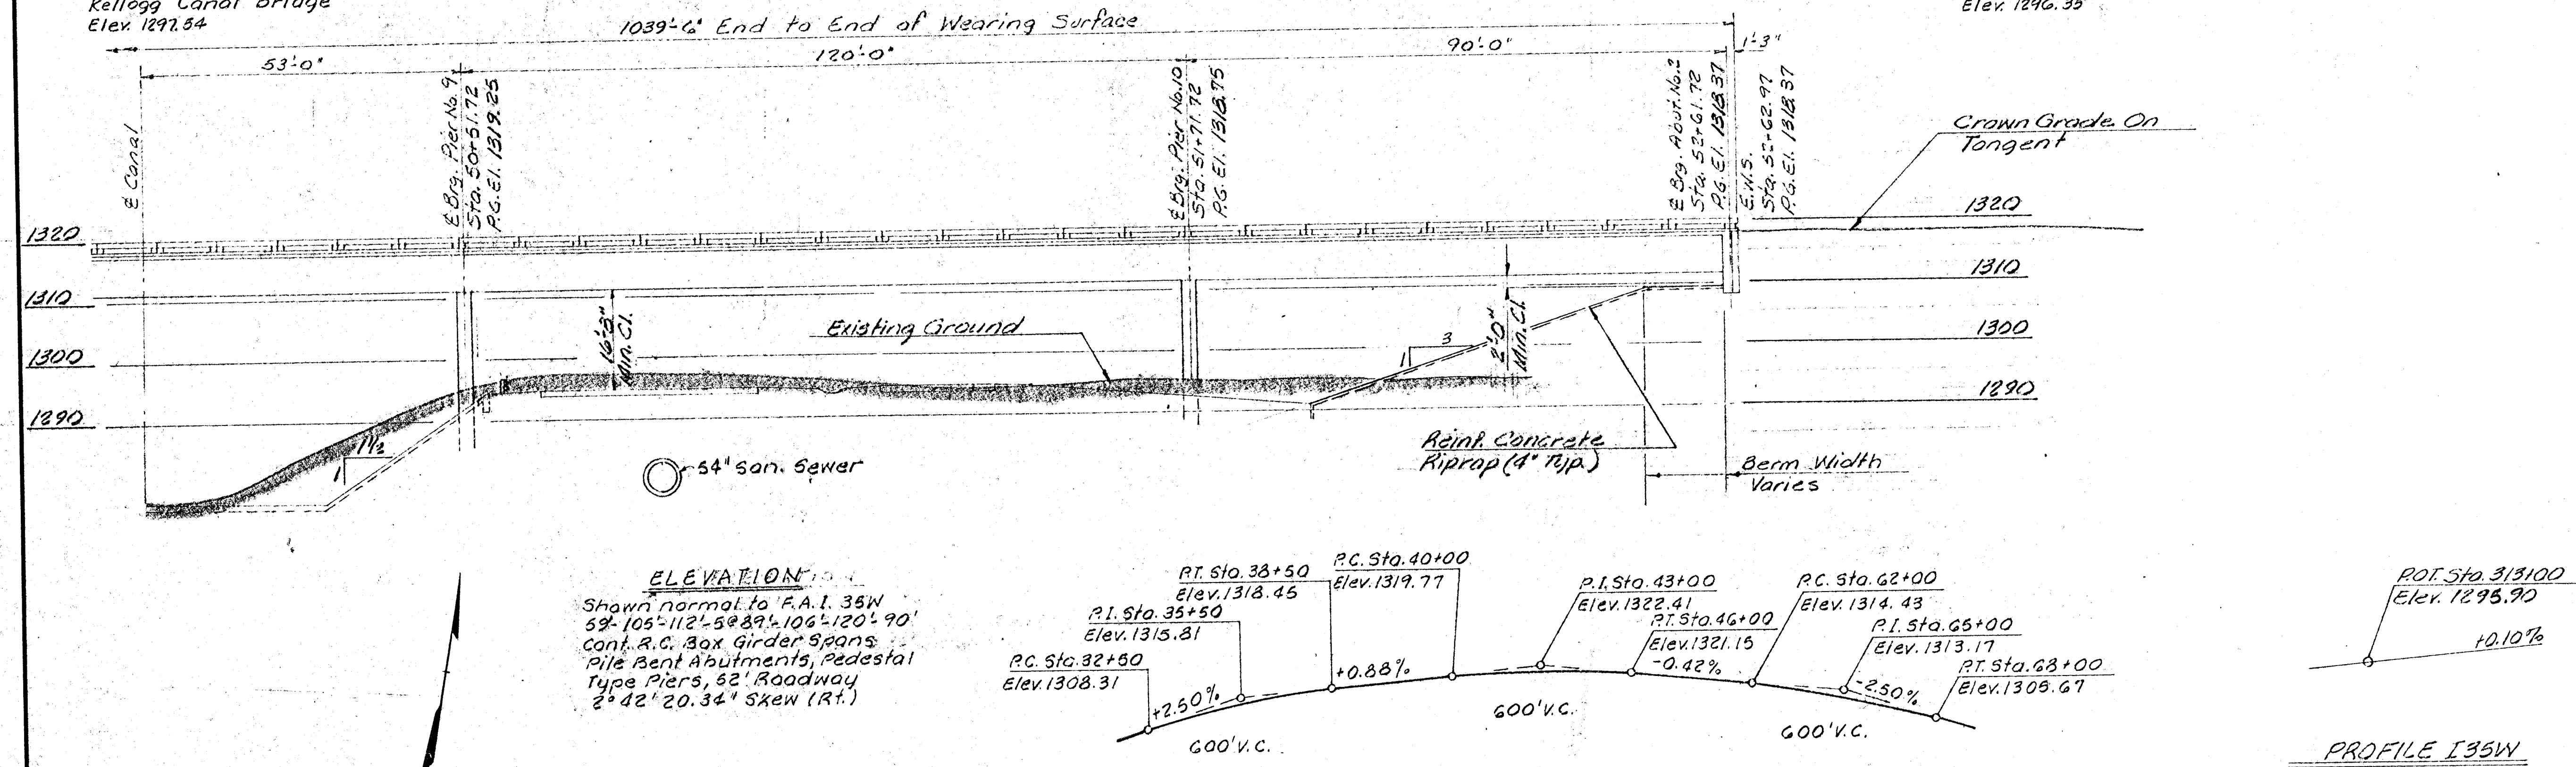 Kellogg Canal Bridge
Elev. 1297.54
Elev. 1296.35
1039'-6" End to End of Wearing Surface
53'-0"
120'-0"
90'-0"
1'-3"
℄ Canal
℄ Brg. Pier No. 9
Sta. 50+51.72
P.G. El. 1319.25
℄ Brg. Pier No. 10
Sta. 51+71.72
P.G. El. 1318.75
℄ Brg. Abut. No. 2
Sta. 52+61.72
P.G. El. 1318.37
E.W.S.
Sta. 52+62.97
P.G. El. 1318.37
Crown Grade On
Tangent
1320
1310
1300
1290
1320
1310
1300
1290
16'-3"
Min. Cl.
Existing Ground
1
3
2'-0"
Min. Cl.
1
1½
54" San. Sewer
Reinf. Concrete
Riprap (4" Typ.)
Berm Width
Varies
ELEVATION
Shown normal to F.A.I. 35W
59'-105'-112'-5@89'-106'-120'-90'
Cont. R.C. Box Girder Spans
Pile Bent Abutments, Pedestal
Type Piers, 52' Roadway
2° 42' 20.34" Skew (Rt.)
P.C. Sta. 32+50
Elev. 1308.31
P.I. Sta. 35+50
Elev. 1315.81
P.T. Sta. 38+50
Elev. 1318.45
P.C. Sta. 40+00
Elev. 1319.77
P.I. Sta. 43+00
Elev. 1322.41
P.T. Sta. 46+00
Elev. 1321.15
P.C. Sta. 62+00
Elev. 1314.43
P.I. Sta. 65+00
Elev. 1313.17
P.T. Sta. 68+00
Elev. 1305.67
+2.50%
+0.88%
-0.42%
-2.50%
600' V.C.
600' V.C.
600' V.C.
P.O.T. Sta. 313+00
Elev. 1295.90
+0.10%
PROFILE I35W